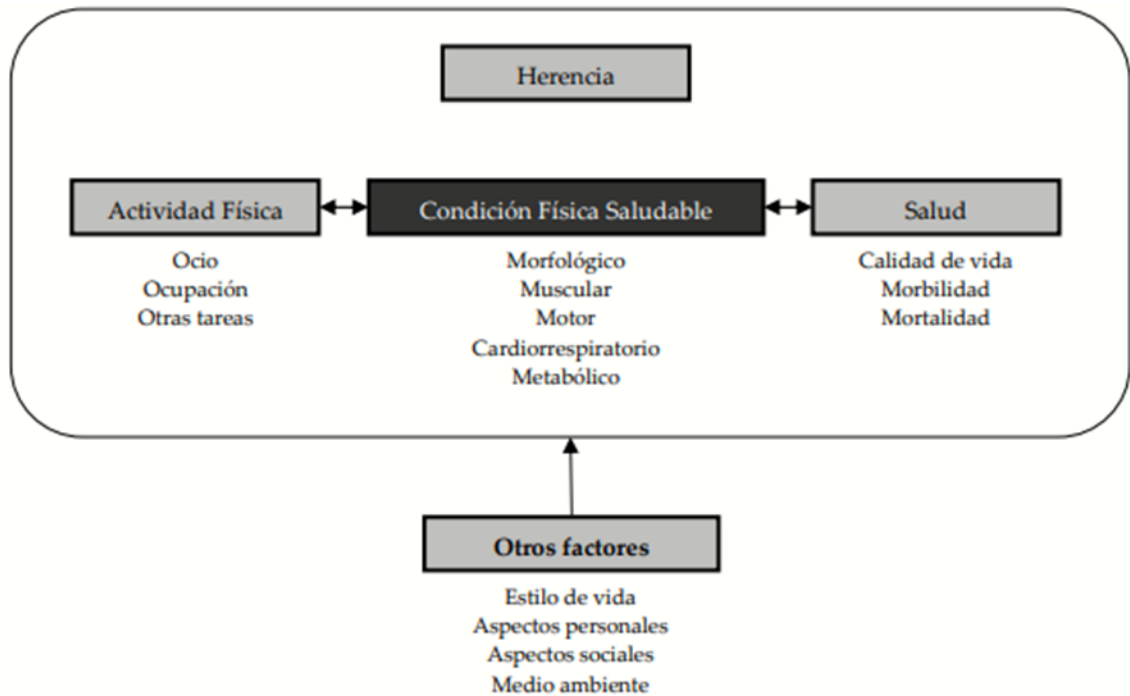 Herencia
Actividad Física
Condición Física Saludable
Salud
Ocio
Ocupación
Otras tareas
Morfológico
Muscular
Motor
Cardiorrespiratorio
Metabólico
Calidad de vida
Morbilidad
Mortalidad
Otros factores
Estilo de vida
Aspectos personales
Aspectos sociales
Medio ambiente